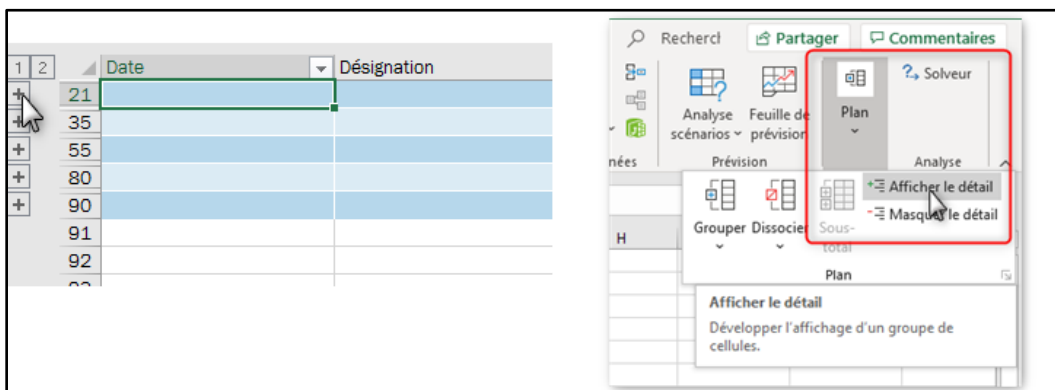 1 2 Date Désignation
21
35
55
80
90
91
92
Recherch Partager Commentaires
Analyse scénarios
Feuille de prévision
Plan
Solveur
nées Prévision Analyse
Grouper Dissocier Sous-total
Afficher le détail
Masquer le détail
H
Plan
Afficher le détail
Développer l'affichage d'un groupe de
cellules.